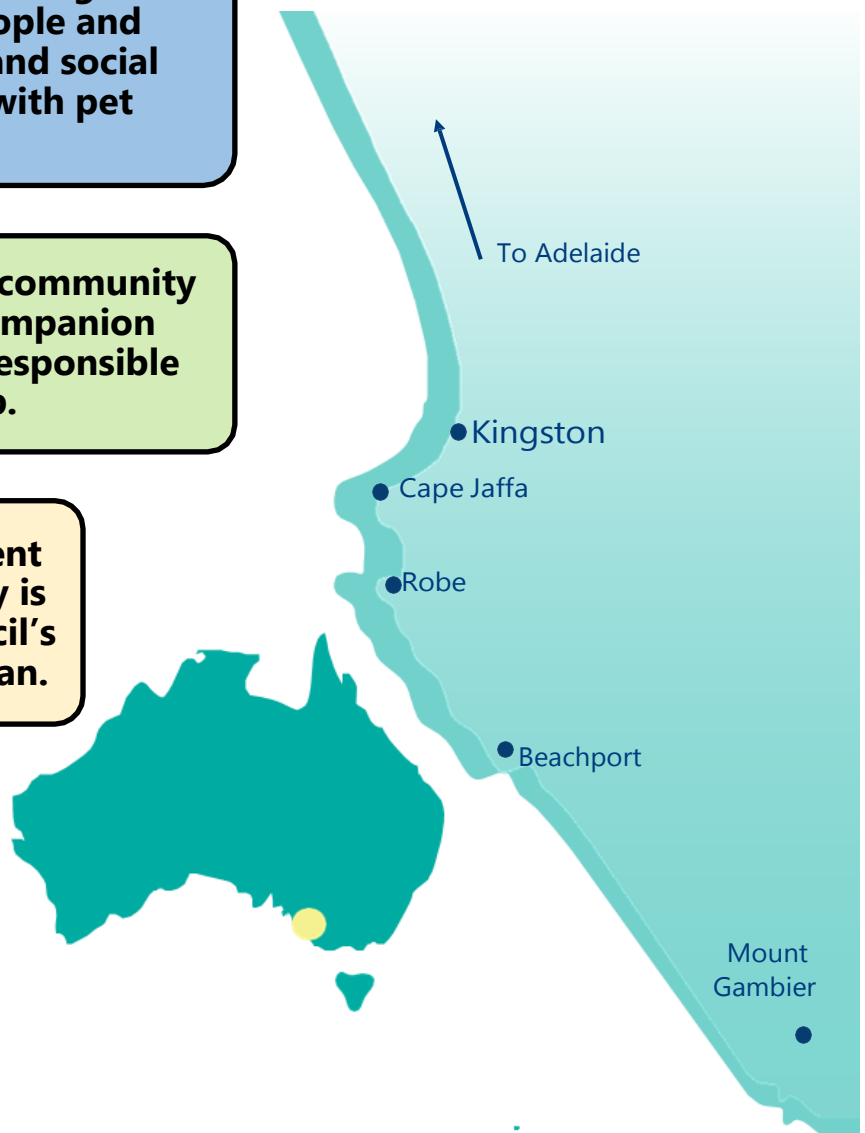 ople and
and social
with pet
community
mpanion
esponsible
ent
y is
cil's
an.
To Adelaide
Kingston
Cape Jaffa
Robe
Beachport
Mount
Gambier